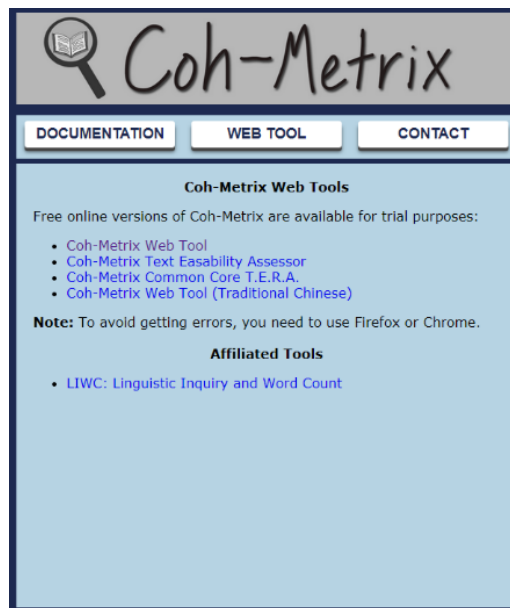 Coh-Metrix
DOCUMENTATION WEB TOOL CONTACT
Coh-Metrix Web Tools
Free online versions of Coh-Metrix are available for trial purposes:
• Coh-Metrix Web Tool
• Coh-Metrix Text Easability Assessor
• Coh-Metrix Common Core T.E.R.A.
• Coh-Metrix Web Tool (Traditional Chinese)
Note: To avoid getting errors, you need to use Firefox or Chrome.
Affiliated Tools
• LIWC: Linguistic Inquiry and Word Count